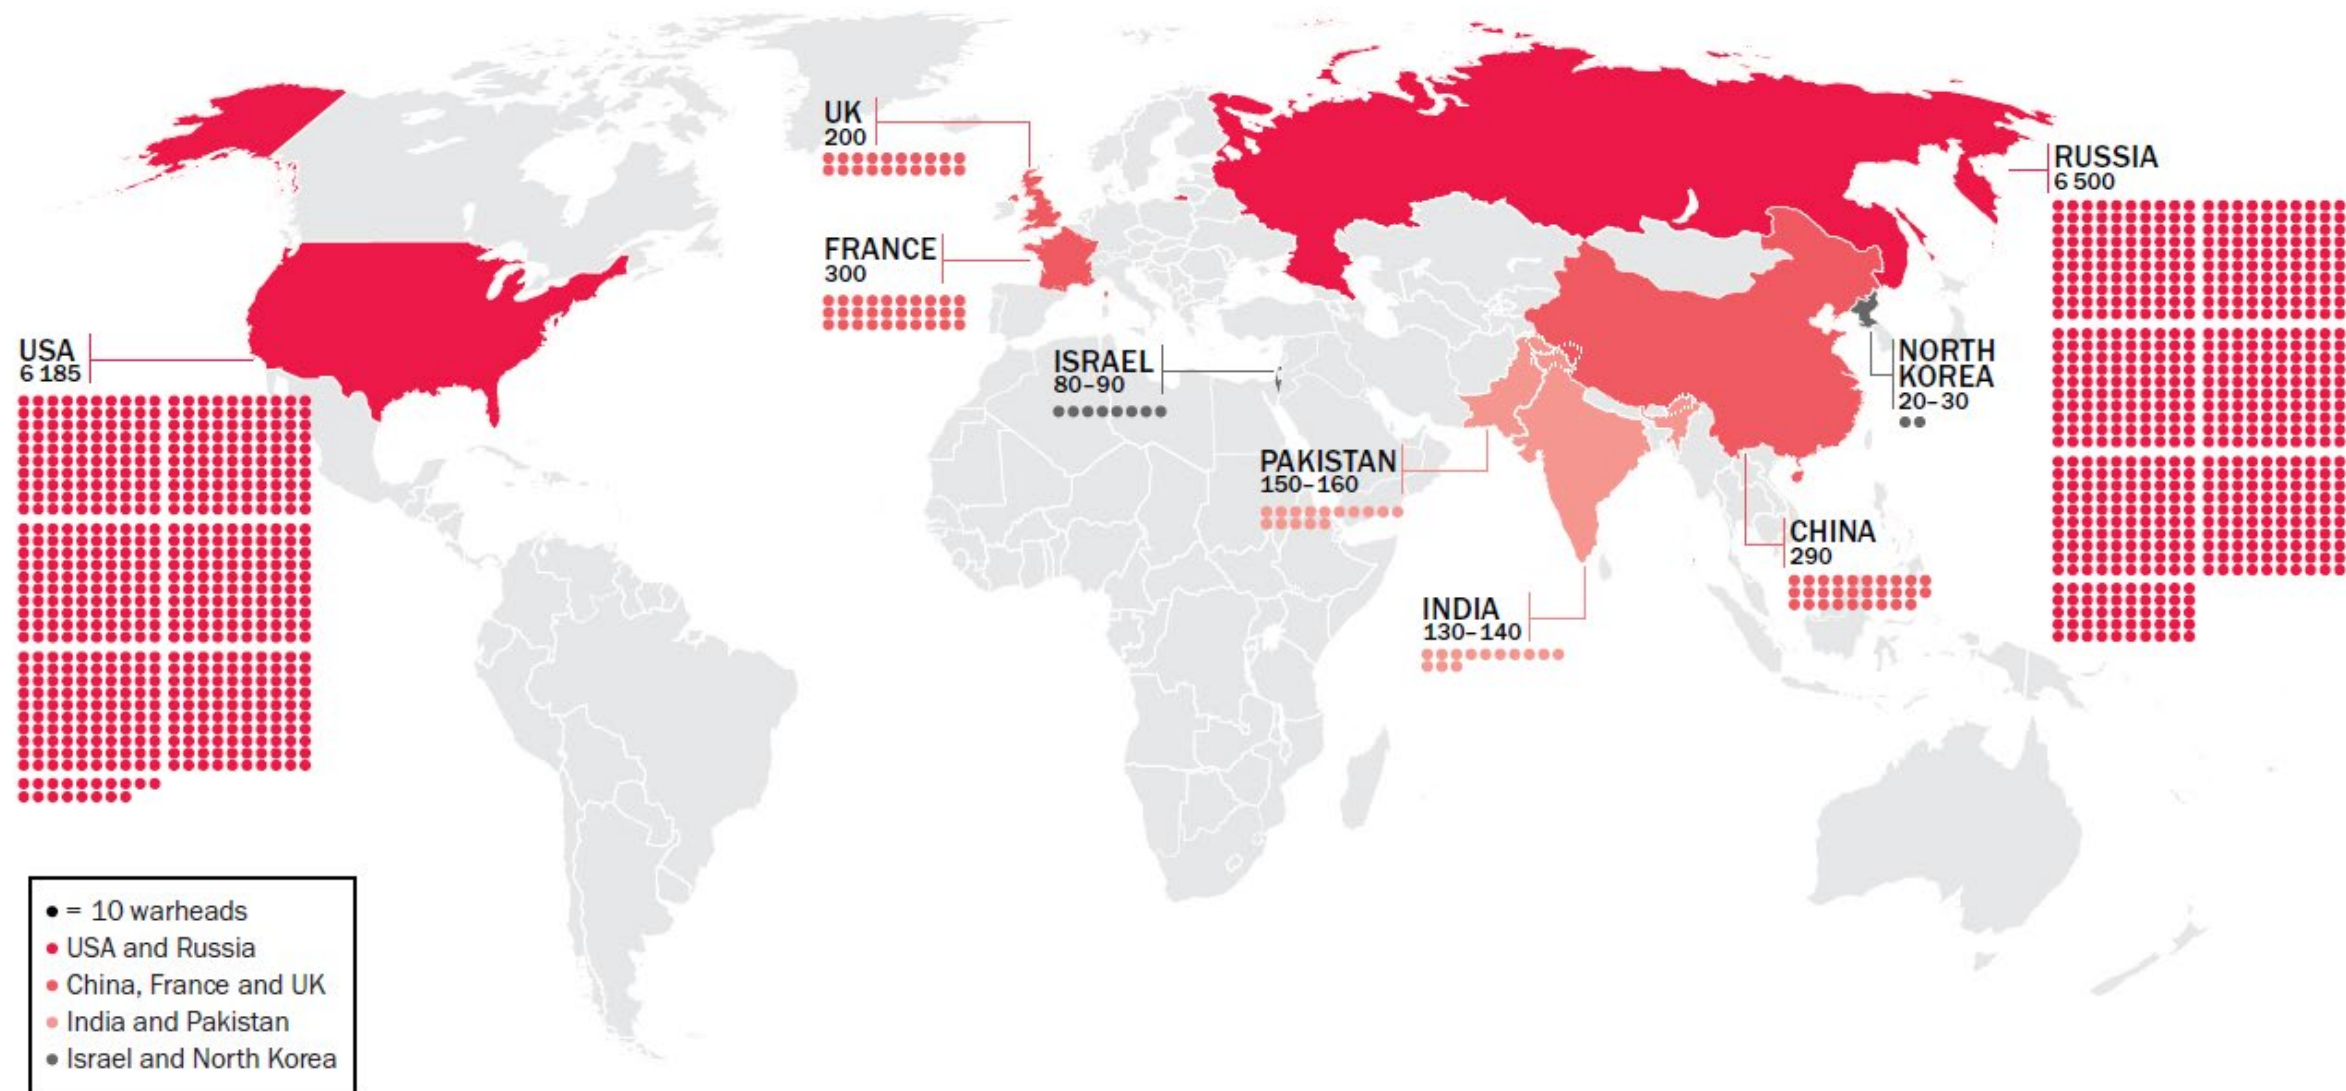 UK
200
FRANCE
300
USA
6 185
ISRAEL
80–90
PAKISTAN
150–160
INDIA
130–140
CHINA
290
NORTH
KOREA
20–30
RUSSIA
6 500
● = 10 warheads
● USA and Russia
● China, France and UK
● India and Pakistan
● Israel and North Korea